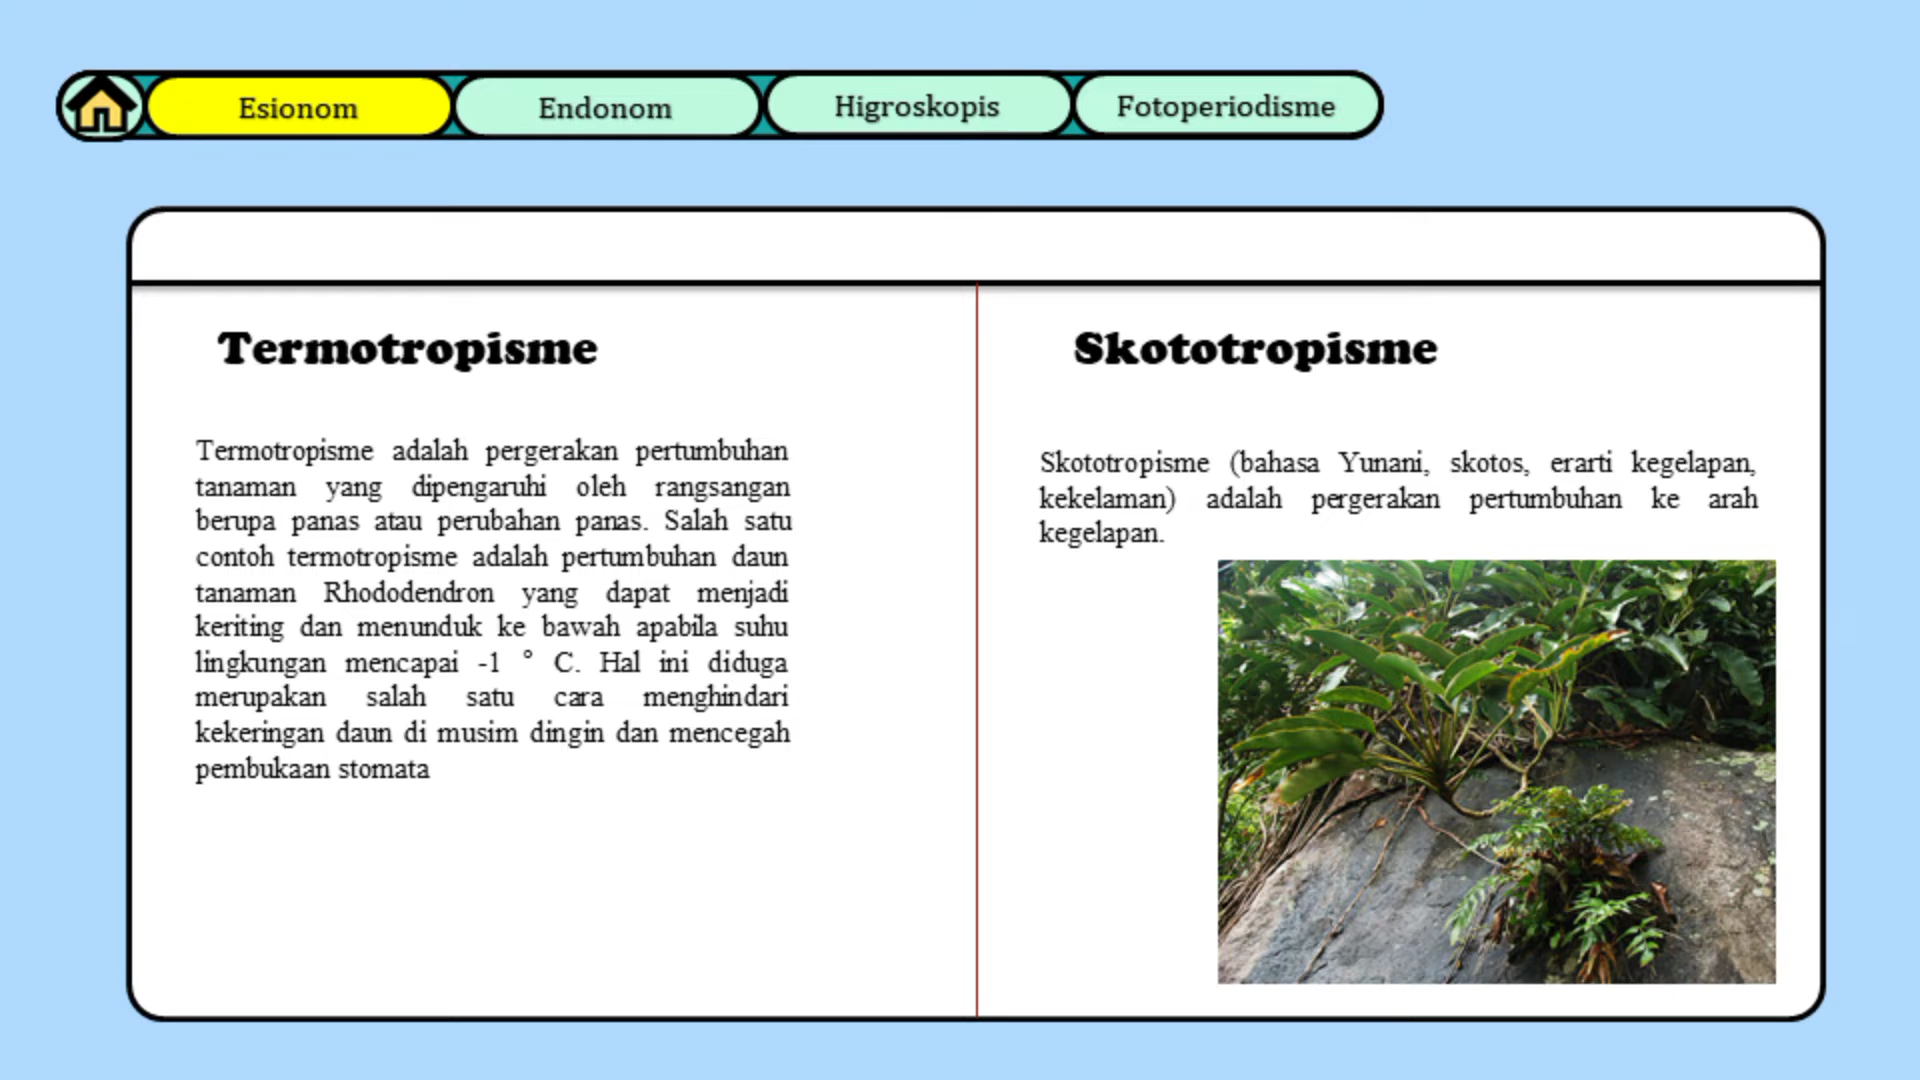 Esionom
Endonom
Higroskopis
Fotoperiodisme
Termotropisme
Termotropisme adalah pergerakan pertumbuhan
tanaman yang dipengaruhi oleh rangsangan
berupa panas atau perubahan panas. Salah satu
contoh termotropisme adalah pertumbuhan daun
tanaman Rhododendron yang dapat menjadi
keriting dan menunduk ke bawah apabila suhu
lingkungan mencapai -1 ° C. Hal ini diduga
merupakan salah satu cara menghindari
kekeringan daun di musim dingin dan mencegah
pembukaan stomata
Skototropisme
Skototropisme (bahasa Yunani, skotos, erarti kegelapan,
kekelaman) adalah pergerakan pertumbuhan ke arah
kegelapan.